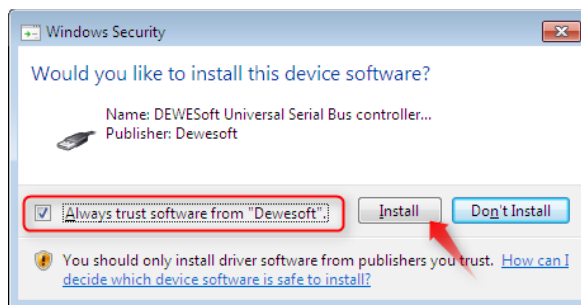 Windows Security
Would you like to install this device software?
Name: DEWESoft Universal Serial Bus controller...
Publisher: Dewesoft
Always trust software from "Dewesoft".
Install
Don't Install
You should only install driver software from publishers you trust. How can I
decide which device software is safe to install?